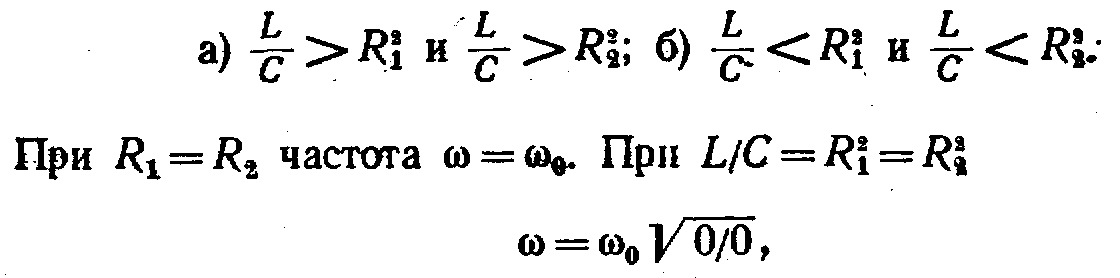 а) L/C > R₁² и L/C > R₂²; б) L/C < R₁² и L/C < R₂².
При R₁ = R₂ частота ω = ω₀. При L/C = R₁² = R₂²
ω = ω₀ √0/0,